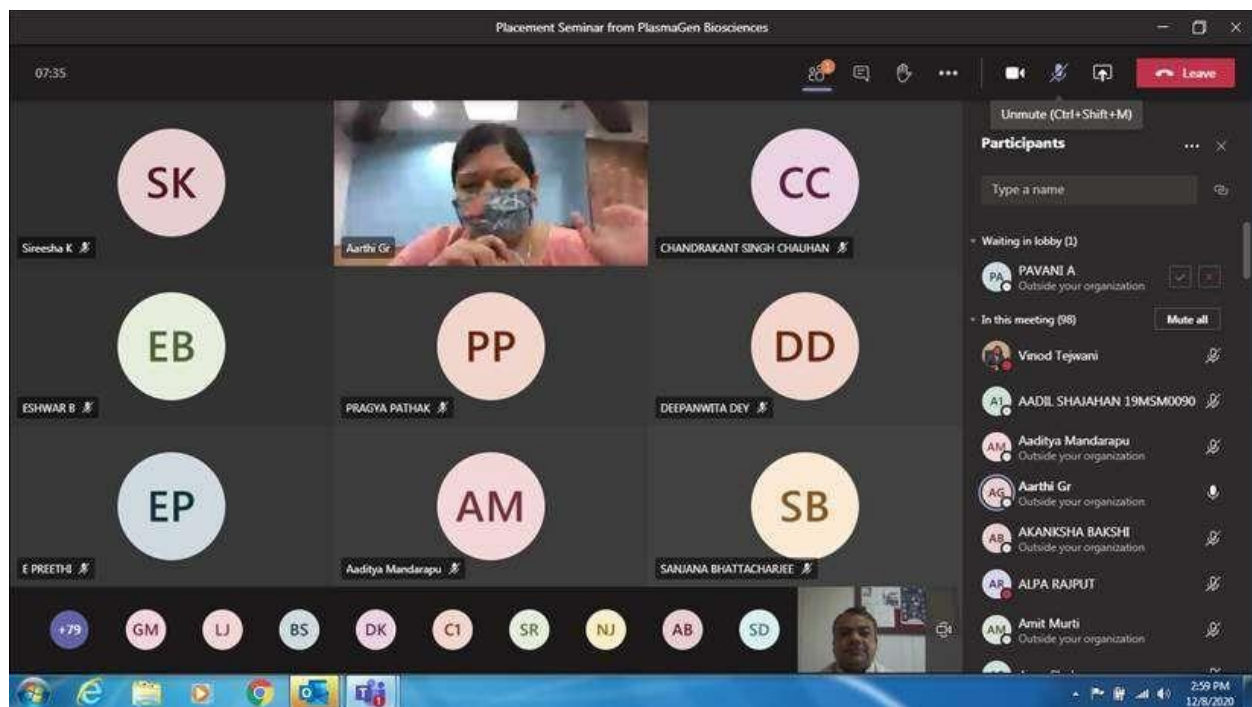 Placement Seminar from PlasmaGen Biosciences
07:35
1
Leave
Unmute (Ctrl+Shift+M)
SK
Sireesha K
Aarthi Gr
CC
CHANDRAKANT SINGH CHAUHAN
EB
ESHWAR B
PP
PRAGYA PATHAK
DD
DEEPANWITA DEY
EP
E PREETHI
AM
Aaditya Mandarapu
SB
SANJANA BHATTACHARJEE
+79
GM
LJ
BS
DK
C1
SR
NJ
AB
SD
Participants
Type a name
Waiting in lobby (1)
PA
PAVANI A
Outside your organization
In this meeting (98)
Mute all
Vinod Tejwani
A1
AADIL SHAJAHAN 19MSM0090
AM
Aaditya Mandarapu
Outside your organization
AG
Aarthi Gr
Outside your organization
AB
AKANKSHA BAKSHI
Outside your organization
AR
ALPA RAJPUT
AM
Amit Murti
Outside your organization
2:59 PM
12/8/2020